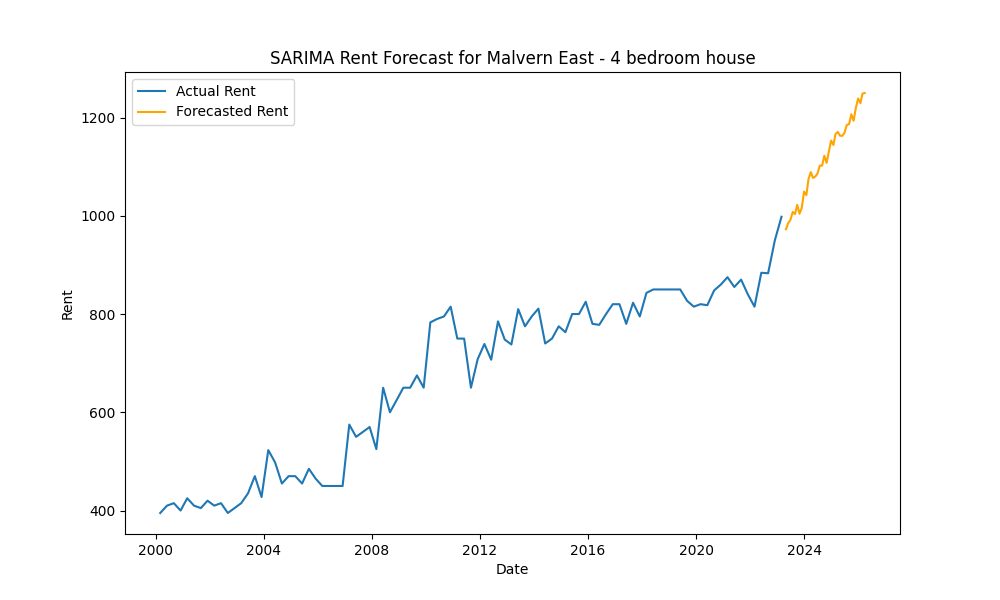 SARIMA Rent Forecast for Malvern East - 4 bedroom house
Actual Rent
Forecasted Rent
1200
1000
800
600
400
Rent
2000 2004 2008 2012 2016 2020 2024
Date